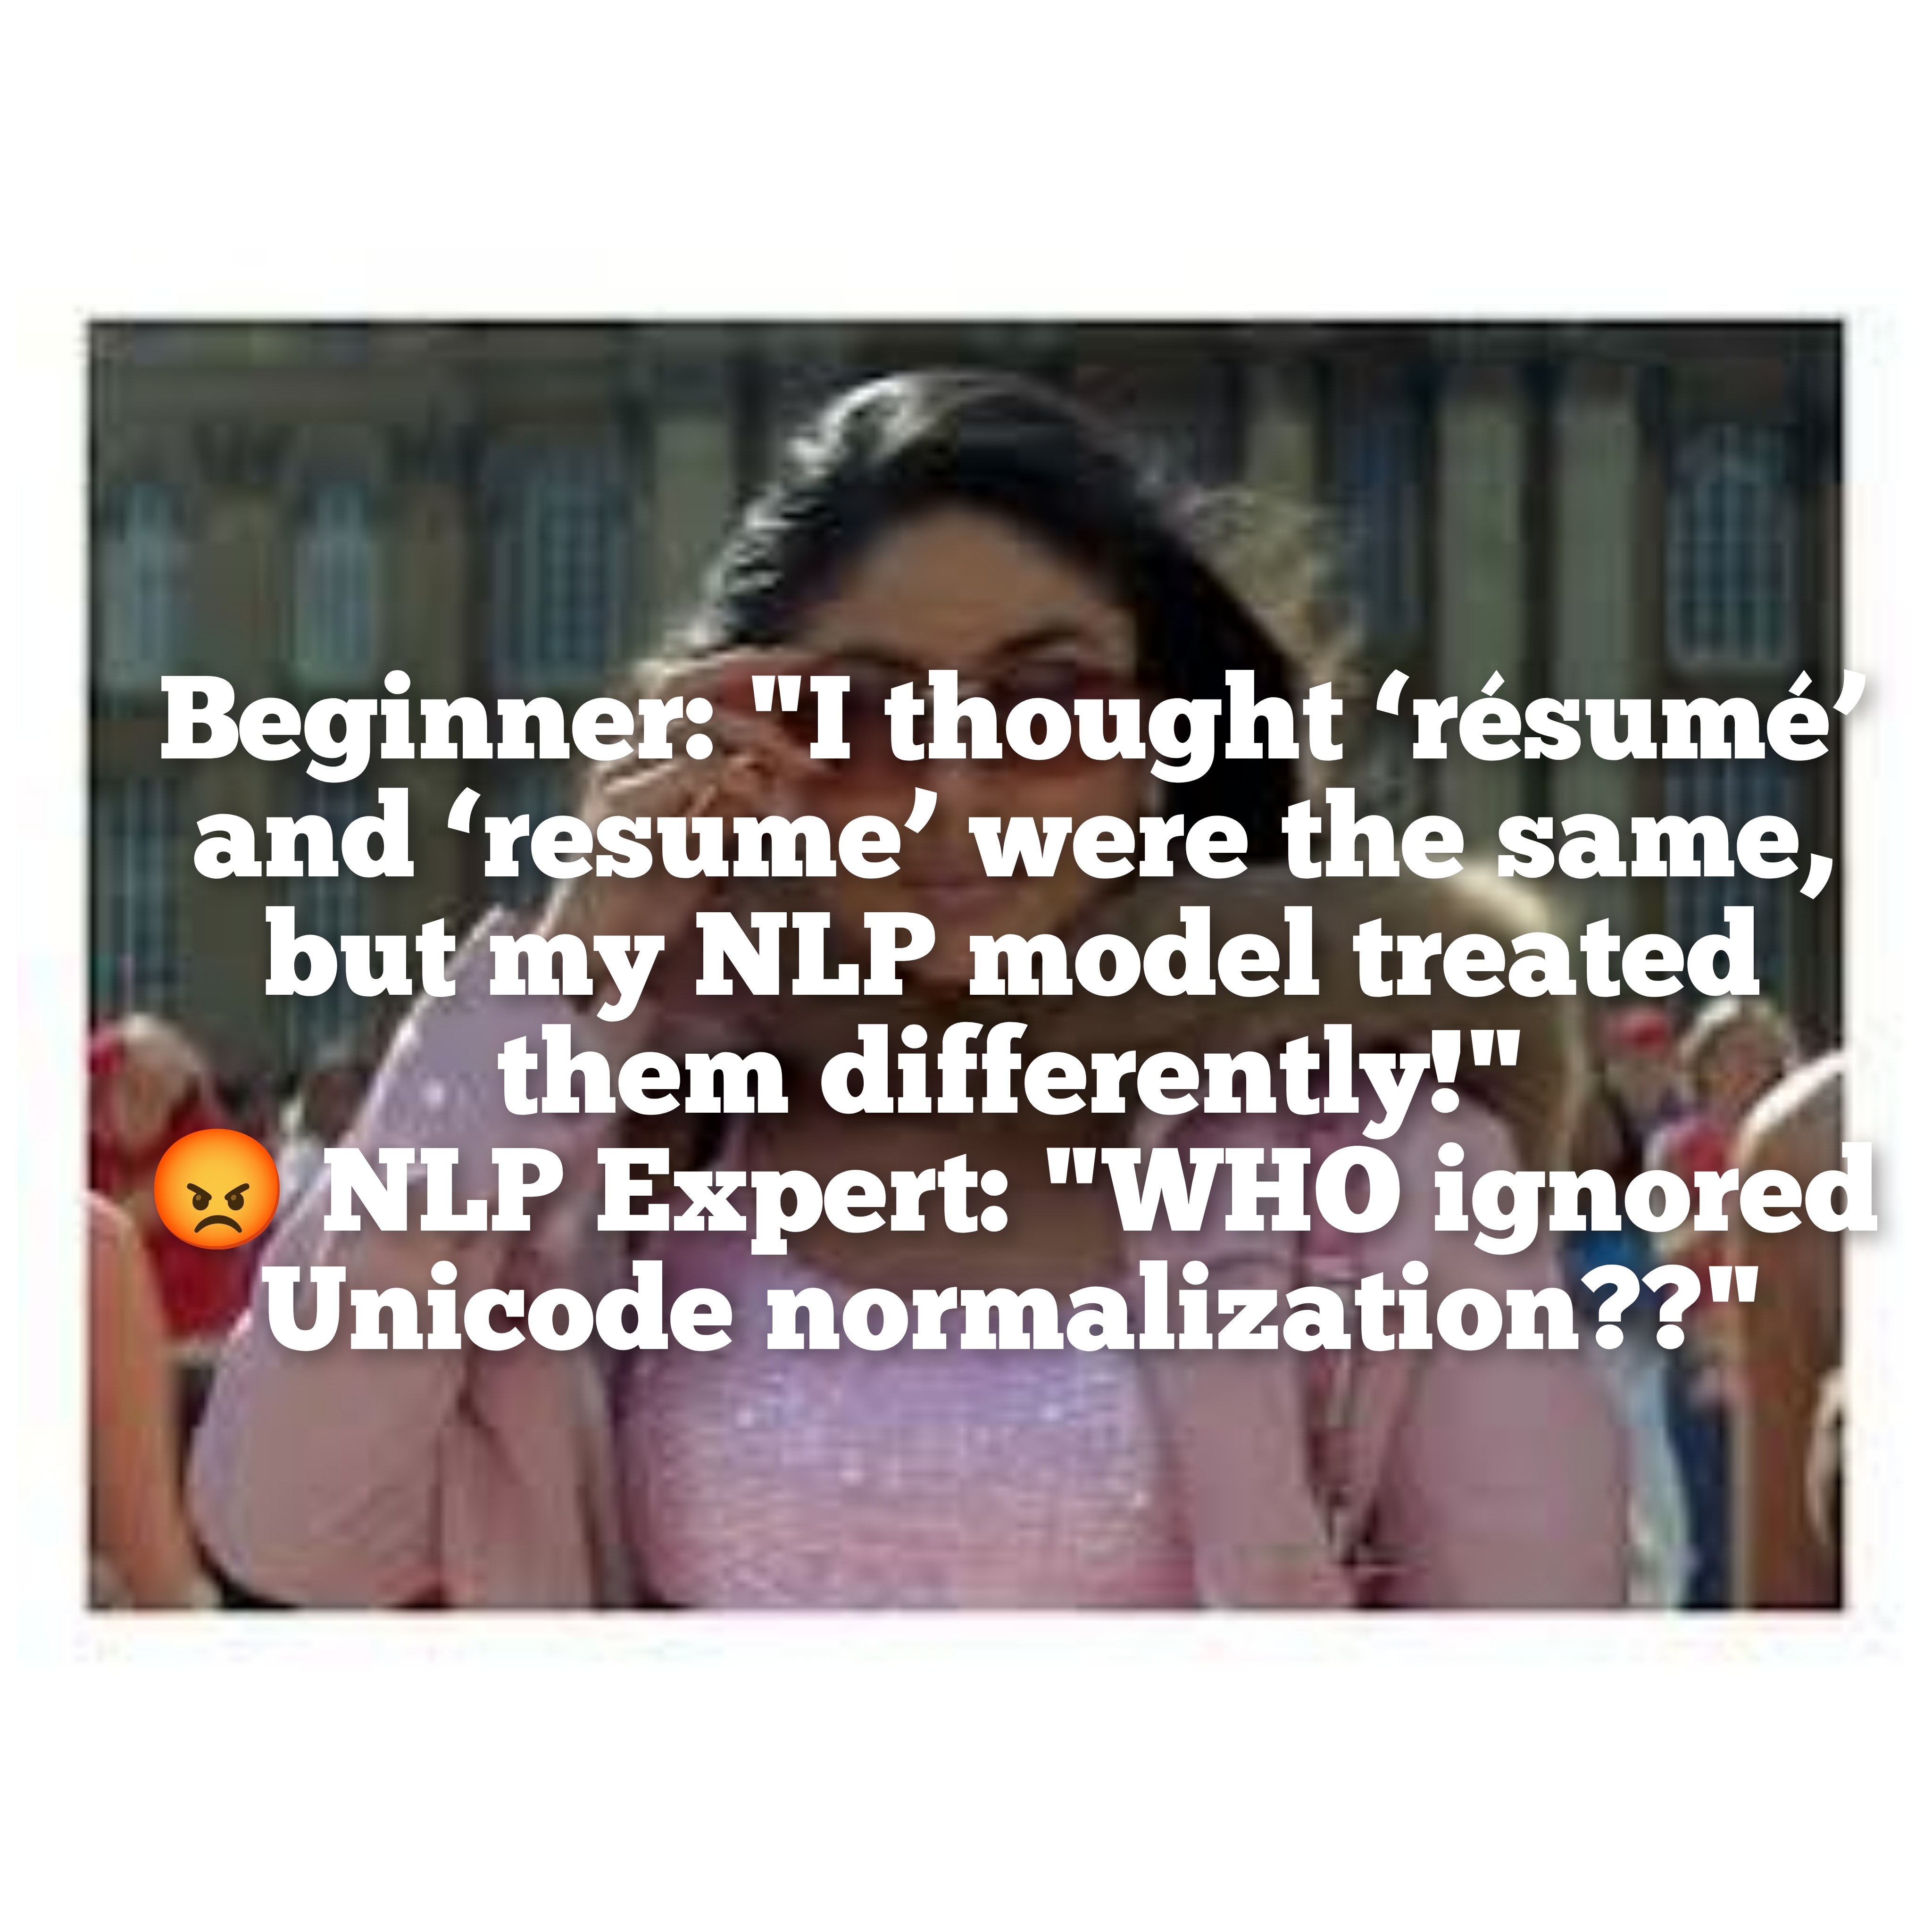 Beginner: "I thought ‘résumé’
and ‘resume’ were the same,
but my NLP model treated
them differently!"
😡 NLP Expert: "WHO ignored
Unicode normalization??"